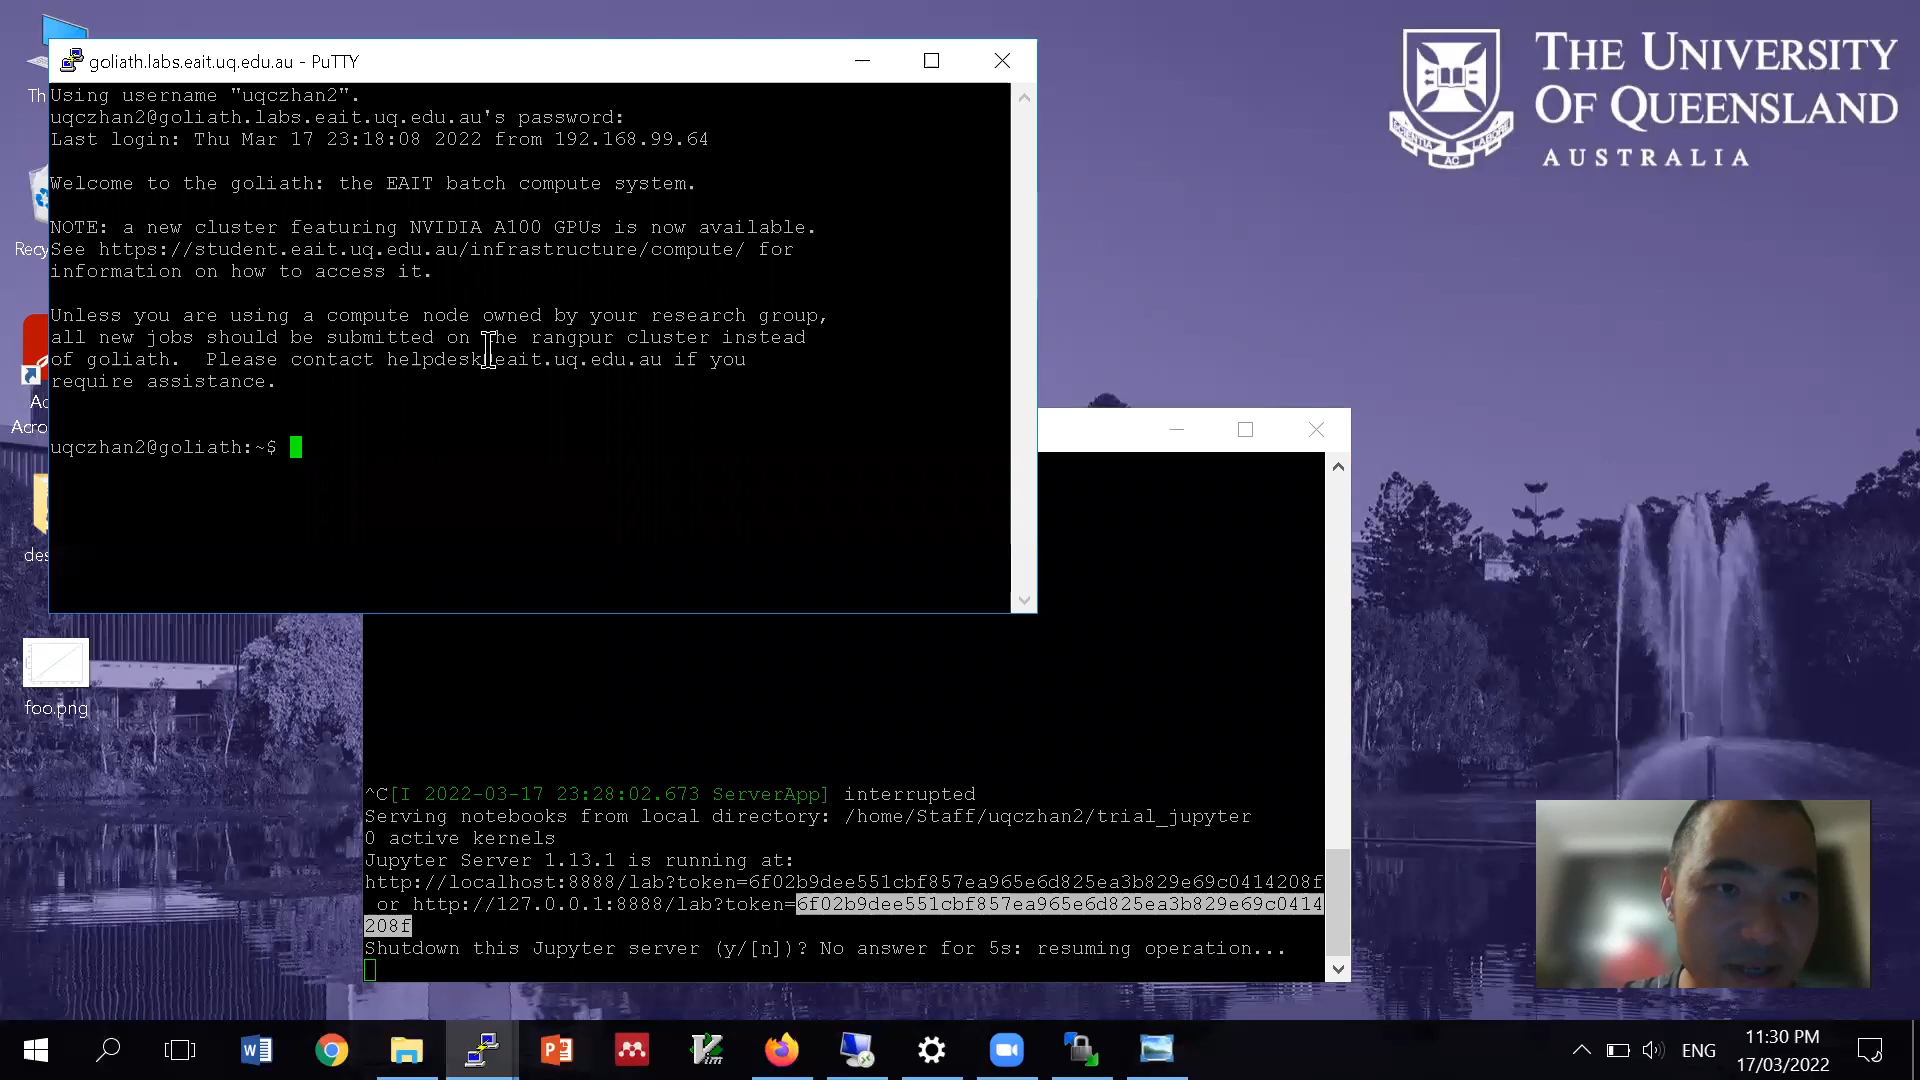 THE UNIVERSITY
OF QUEENSLAND
AUSTRALIA
goliath.labs.eait.uq.edu.au - PuTTY
Using username "uqczhan2".
uqczhan2@goliath.labs.eait.uq.edu.au's password:
Last login: Thu Mar 17 23:18:08 2022 from 192.168.99.64
Welcome to the goliath: the EAIT batch compute system.
NOTE: a new cluster featuring NVIDIA A100 GPUs is now available.
See https://student.eait.uq.edu.au/infrastructure/compute/ for
information on how to access it.
Unless you are using a compute node owned by your research group,
all new jobs should be submitted on the rangpur cluster instead
of goliath.  Please contact helpdesk@eait.uq.edu.au if you
require assistance.
uqczhan2@goliath:~$
Th
Recy
Ac
Acro
des
foo.png
^C[I 2022-03-17 23:28:02.673 ServerApp] interrupted
Serving notebooks from local directory: /home/Staff/uqczhan2/trial_jupyter
0 active kernels
Jupyter Server 1.13.1 is running at:
http://localhost:8888/lab?token=6f02b9dee551cbf857ea965e6d825ea3b829e69c0414208f
or http://127.0.0.1:8888/lab?token=6f02b9dee551cbf857ea965e6d825ea3b829e69c0414
208f
Shutdown this Jupyter server (y/[n])? No answer for 5s: resuming operation...
ENG
11:30 PM
17/03/2022